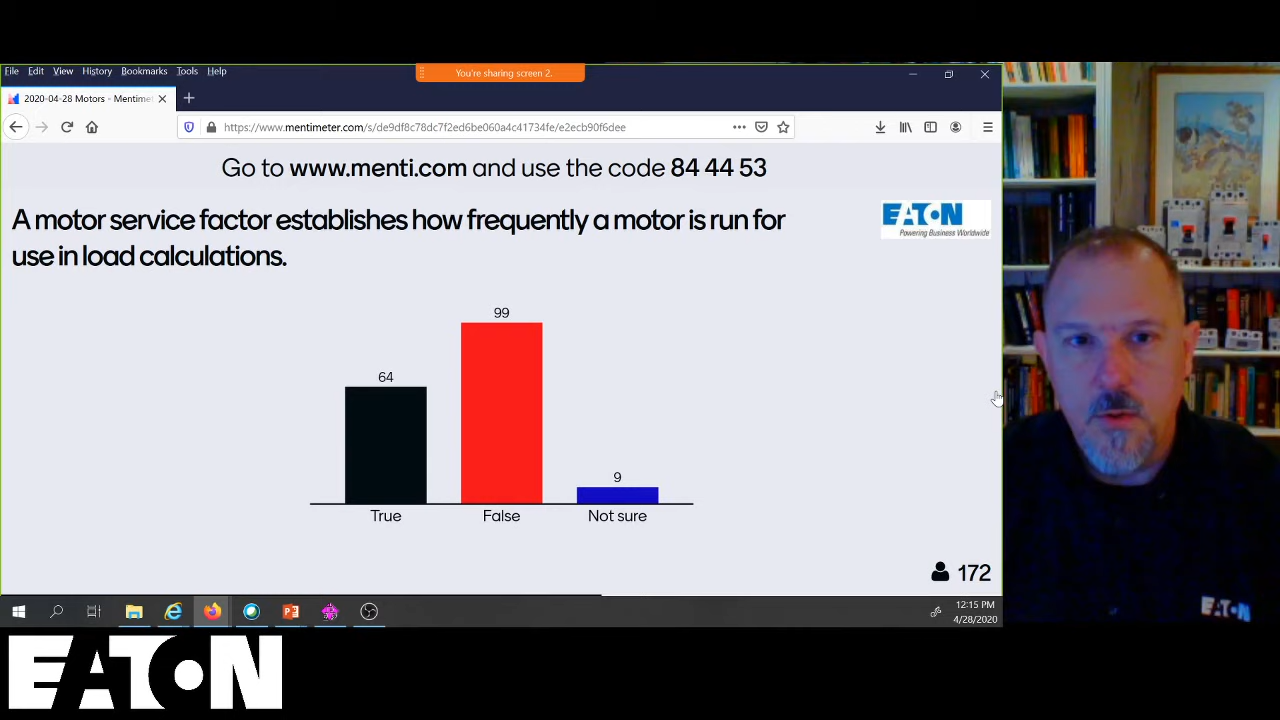 File Edit View History Bookmarks Tools Help
You're sharing screen 2.
2020-04-28 Motors - Mentimet
https://www.mentimeter.com/s/de9df8c78dc7f2ed6be060a4c41734fe/e2ecb90f6dee
Go to www.menti.com and use the code 84 44 53
A motor service factor establishes how frequently a motor is run for
use in load calculations.
EATON
Powering Business Worldwide
64
99
9
True
False
Not sure
172
12:15 PM
4/28/2020
EATON
EATON